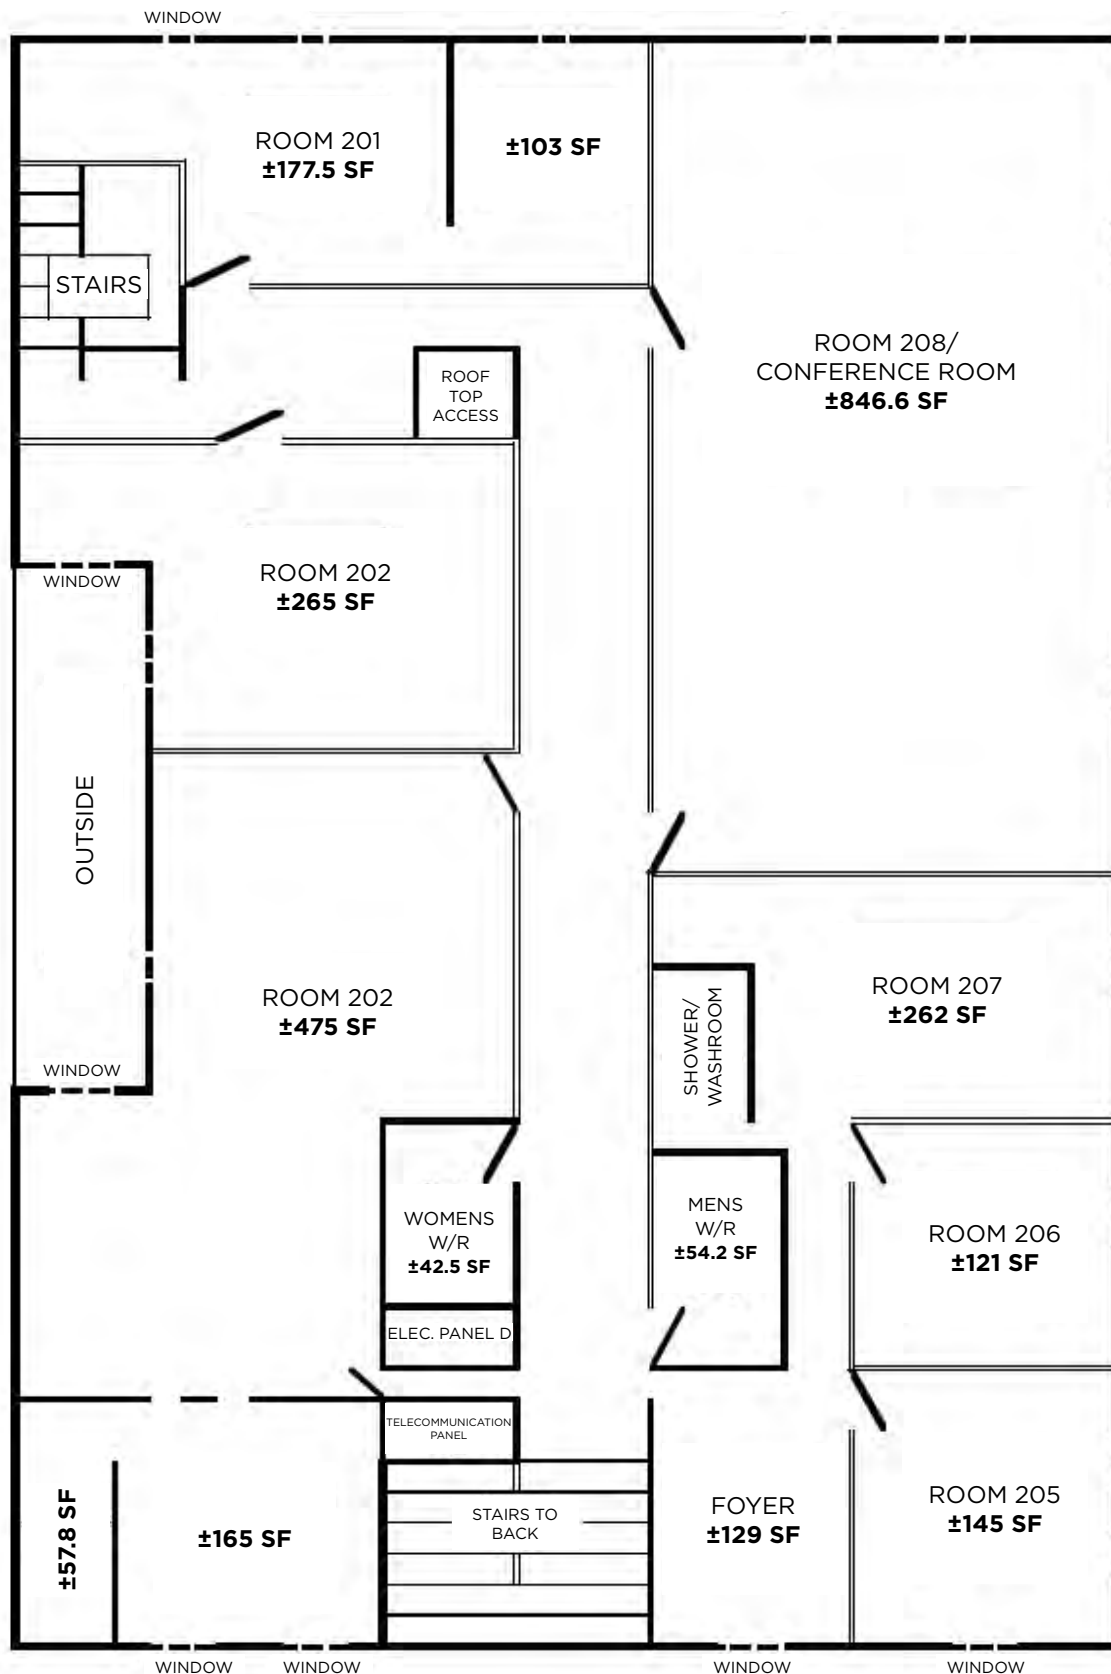 WINDOW
ROOM 201
±177.5 SF
±103 SF
STAIRS
ROOM 208/
CONFERENCE ROOM
±846.6 SF
ROOF
TOP
ACCESS
ROOM 202
±265 SF
WINDOW
OUTSIDE
WINDOW
ROOM 202
±475 SF
SHOWER/
WASHROOM
ROOM 207
±262 SF
WOMENS
W/R
±42.5 SF
MENS
W/R
±54.2 SF
ROOM 206
±121 SF
ELEC. PANEL D
TELECOMMUNICATION
PANEL
±57.8 SF
±165 SF
STAIRS TO
BACK
FOYER
±129 SF
ROOM 205
±145 SF
WINDOW
WINDOW
WINDOW
WINDOW